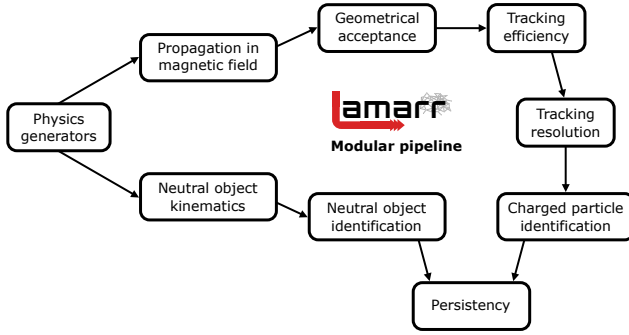 Physics
generators
Propagation in
magnetic field
Geometrical
acceptance
Tracking
efficiency
Tracking
resolution
Charged particle
identification
Lamarr
Modular pipeline
Neutral object
kinematics
Neutral object
identification
Persistency